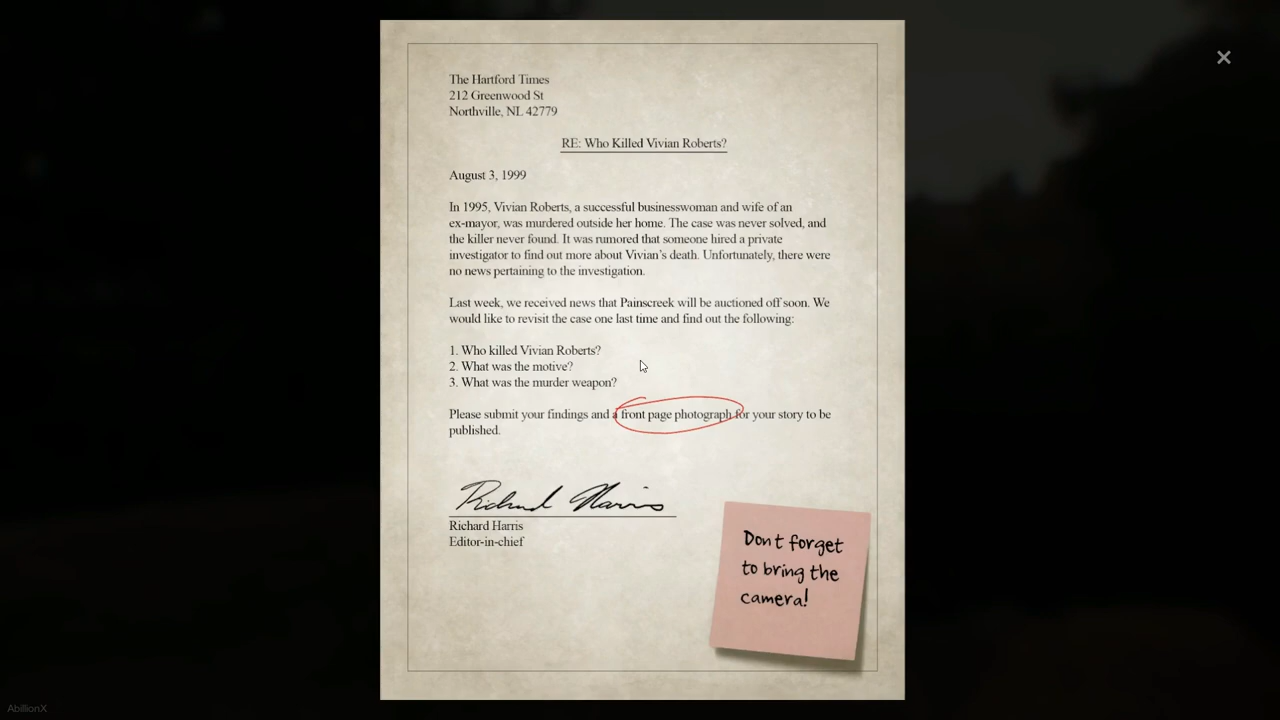 The Hartford Times
212 Greenwood St
Northville, NL 42779
RE: Who Killed Vivian Roberts?
August 3, 1999
In 1995, Vivian Roberts, a successful businesswoman and wife of an
ex-mayor, was murdered outside her home. The case was never solved, and
the killer never found. It was rumored that someone hired a private
investigator to find out more about Vivian's death. Unfortunately, there were
no news pertaining to the investigation.
Last week, we received news that Painscreek will be auctioned off soon. We
would like to revisit the case one last time and find out the following:
1. Who killed Vivian Roberts?
2. What was the motive?
3. What was the murder weapon?
Please submit your findings and a front page photograph for your story to be
published.
Richard Harris
Richard Harris
Editor-in-chief
Don't forget
to bring the
camera!
AbillionX